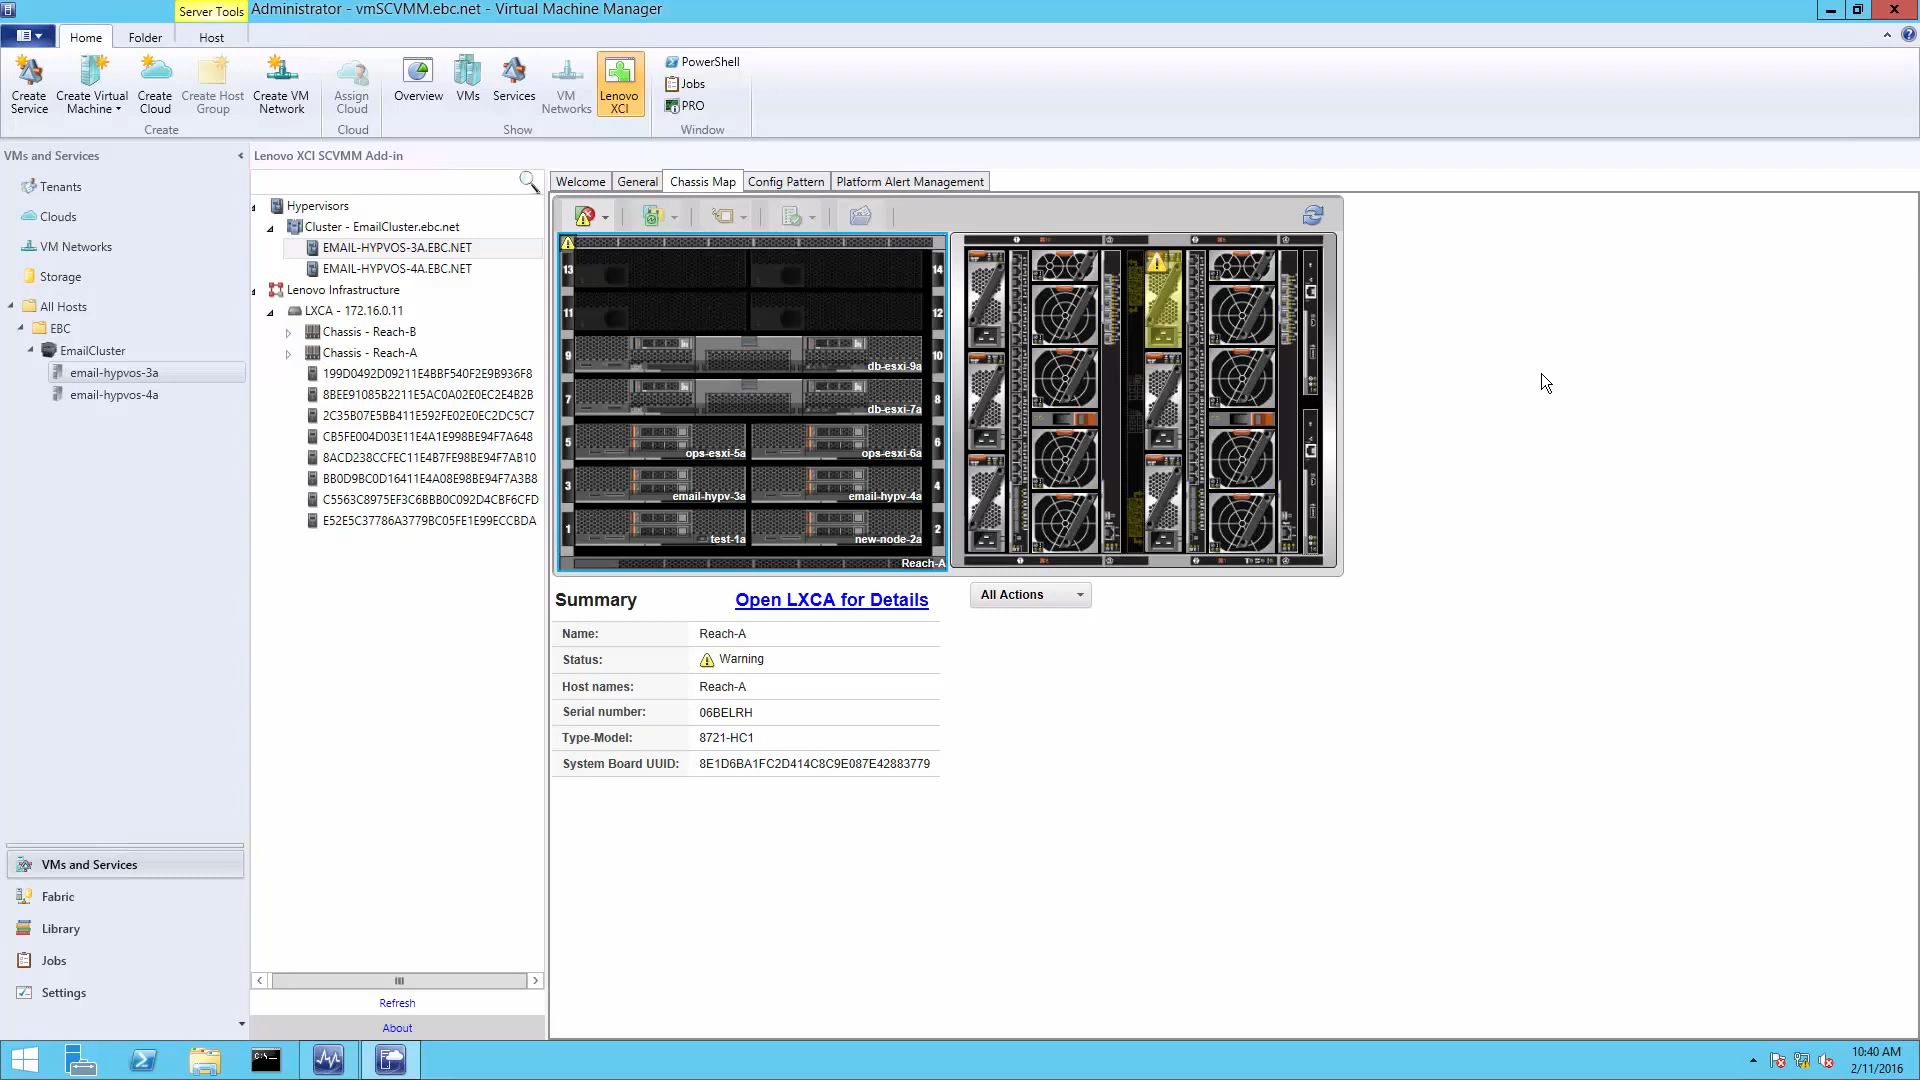 Server Tools
Administrator - vmSCVMM.ebc.net - Virtual Machine Manager
Home
Folder
Host
Create Service
Create Virtual Machine
Create Cloud
Create Host Group
Create VM Network
Assign Cloud
Overview
VMs
Services
VM Networks
Lenovo XCI
PowerShell
Jobs
PRO
Create
Cloud
Show
Window
VMs and Services
Tenants
Clouds
VM Networks
Storage
All Hosts
EBC
EmailCluster
email-hypvos-3a
email-hypvos-4a
VMs and Services
Fabric
Library
Jobs
Settings
Lenovo XCI SCVMM Add-in
Hypervisors
Cluster - EmailCluster.ebc.net
EMAIL-HYPVOS-3A.EBC.NET
EMAIL-HYPVOS-4A.EBC.NET
Lenovo Infrastructure
LXCA - 172.16.0.11
Chassis - Reach-B
Chassis - Reach-A
199D0492D09211E4BBF540F2E9B936F8
8BEE91085B2211E5AC0A02E0EC2E4B2B
2C35B07E5BB411E592FE02E0EC2DC5C7
CB5FE004D03E11E4A1E998BE94F7A648
8ACD238CCFEC11E4B7FE98BE94F7AB10
BB0D9BC0D16411E4A08E98BE94F7A3B8
C5563C8975EF3C6BBB0C092D4CBF6CFD
E52E5C37786A3779BC05FE1E99ECCBDA
Refresh
About
Welcome
General
Chassis Map
Config Pattern
Platform Alert Management
13
14
11
12
9
10
db-esxi-9a
7
8
db-esxi-7a
5
6
ops-esxi-5a
ops-esxi-6a
3
4
email-hypv-3a
email-hypv-4a
1
2
test-1a
new-node-2a
Reach-A
Summary
Open LXCA for Details
All Actions
Name: Reach-A
Status: Warning
Host names: Reach-A
Serial number: 06BELRH
Type-Model: 8721-HC1
System Board UUID: 8E1D6BA1FC2D414C8C9E087E42883779
10:40 AM
2/11/2016